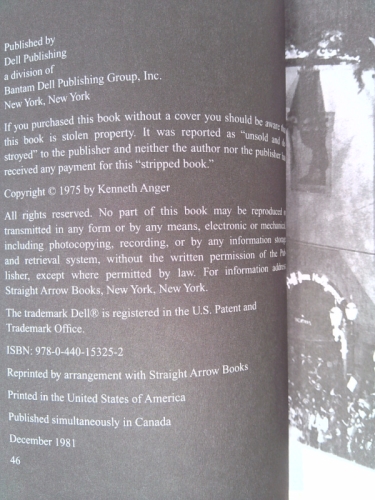 Published by
Dell Publishing
a division of
Bantam Dell Publishing Group, Inc.
New York, New York
If you purchased this book without a cover you should be aware
this book is stolen property. It was reported as “unsold and
stroyed” to the publisher and neither the author nor the publisher
received any payment for this “stripped book.”
Copyright © 1975 by Kenneth Anger
All rights reserved. No part of this book may be reproduced
transmitted in any form or by any means, electronic or
including photocopying, recording, or by any information
and retrieval system, without the written permission of the
lisher, except where permitted by law. For information address
Straight Arrow Books, New York, New York.
The trademark Dell® is registered in the U.S. Patent and
Trademark Office.
ISBN: 978-0-440-15325-2
Reprinted by arrangement with Straight Arrow Books
Printed in the United States of America
Published simultaneously in Canada
December 1981
46